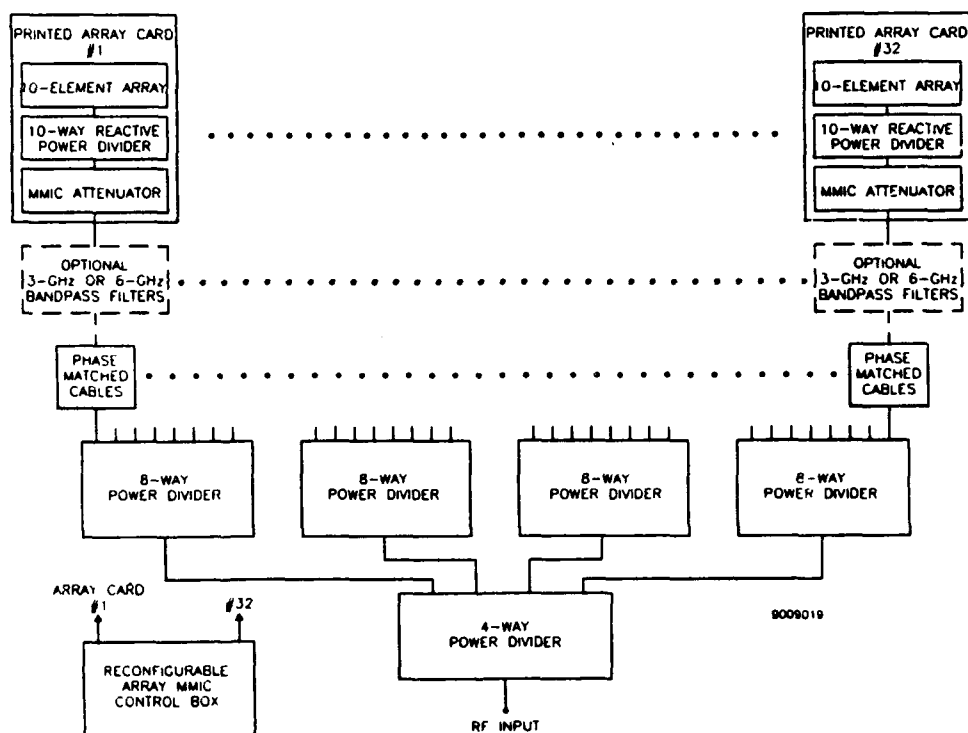 PRINTED ARRAY CARD
#1
10-ELEMENT ARRAY
10-WAY REACTIVE
POWER DIVIDER
MMIC ATTENUATOR
PRINTED ARRAY CARD
#32
10-ELEMENT ARRAY
10-WAY REACTIVE
POWER DIVIDER
MMIC ATTENUATOR
OPTIONAL
3-GHz OR 6-GHz
BANDPASS FILTERS
OPTIONAL
3-GHz OR 6-GHz
BANDPASS FILTERS
PHASE
MATCHED
CABLES
PHASE
MATCHED
CABLES
8-WAY
POWER DIVIDER
8-WAY
POWER DIVIDER
8-WAY
POWER DIVIDER
8-WAY
POWER DIVIDER
ARRAY CARD
#1
#32
4-WAY
POWER DIVIDER
9009019
RECONFIGURABLE
ARRAY MMIC
CONTROL BOX
RF INPUT